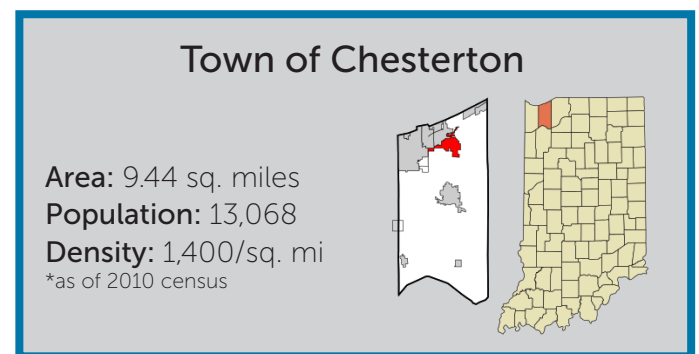 Town of Chesterton
Area: 9.44 sq. miles
Population: 13,068
Density: 1,400/sq. mi
*as of 2010 census